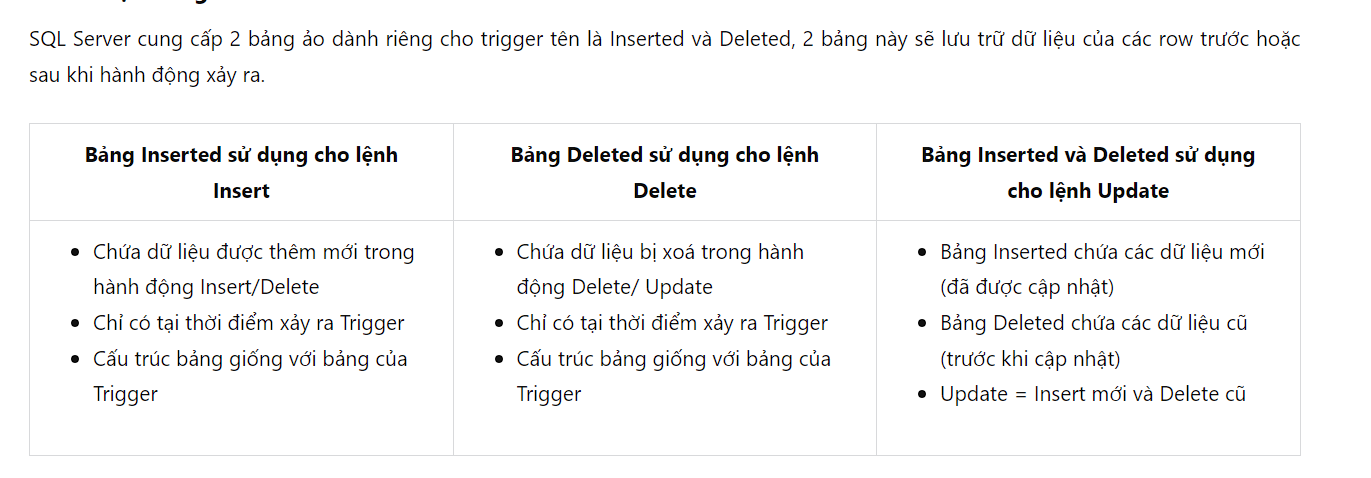 SQL Server cung cấp 2 bảng ảo dành riêng cho trigger tên là Inserted và Deleted, 2 bảng này sẽ lưu trữ dữ liệu của các row trước hoặc
sau khi hành động xảy ra.
Bảng Inserted sử dụng cho lệnh
Insert
Bảng Deleted sử dụng cho lệnh
Delete
Bảng Inserted và Deleted sử dụng
cho lệnh Update
• Chứa dữ liệu được thêm mới trong
hành động Insert/Delete
• Chỉ có tại thời điểm xảy ra Trigger
• Cấu trúc bảng giống với bảng của
Trigger
• Chứa dữ liệu bị xoá trong hành
động Delete/ Update
• Chỉ có tại thời điểm xảy ra Trigger
• Cấu trúc bảng giống với bảng của
Trigger
• Bảng Inserted chứa các dữ liệu mới
(đã được cập nhật)
• Bảng Deleted chứa các dữ liệu cũ
(trước khi cập nhật)
• Update = Insert mới và Delete cũ